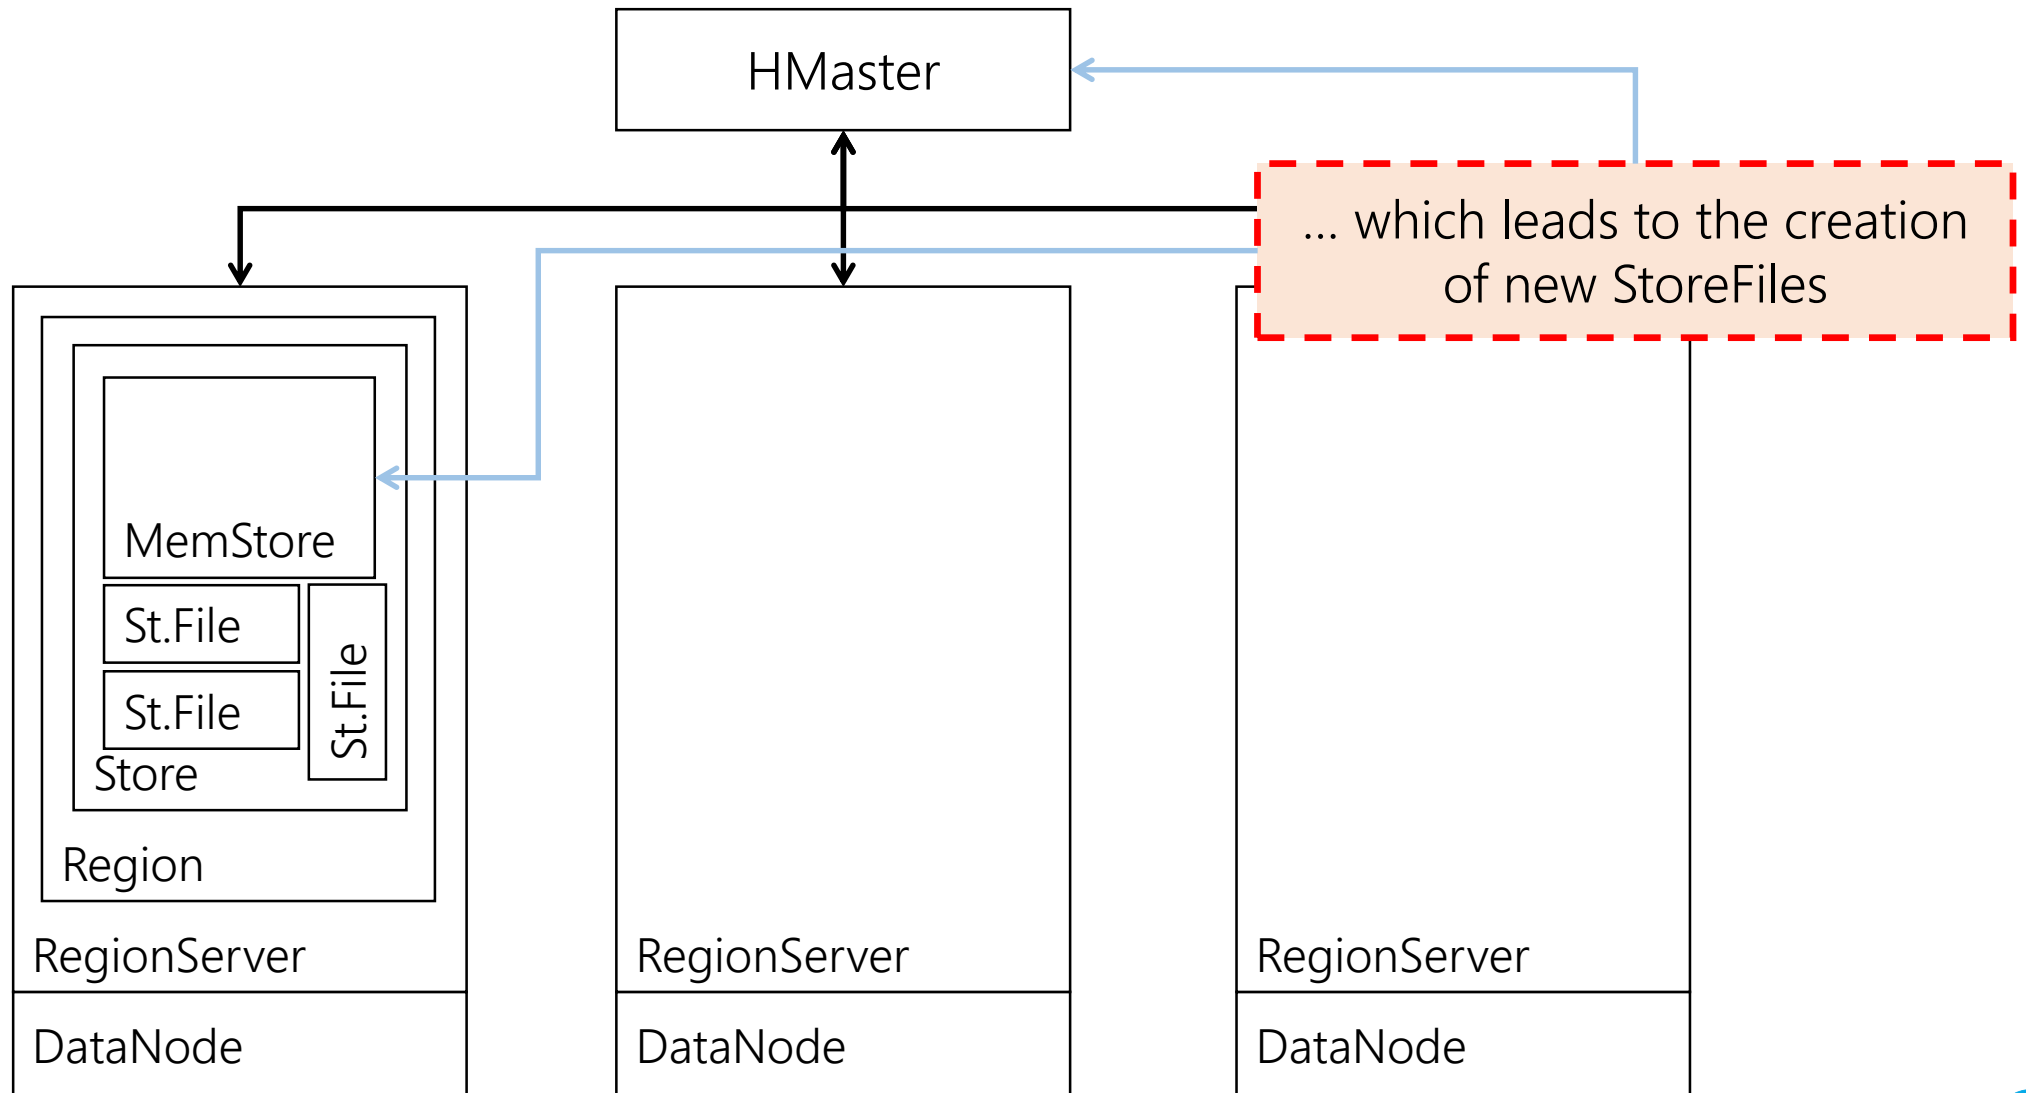 HMaster
... which leads to the creation
of new StoreFiles
MemStore
St.File
St.File
St.File
Store
Region
RegionServer
DataNode
RegionServer
DataNode
RegionServer
DataNode